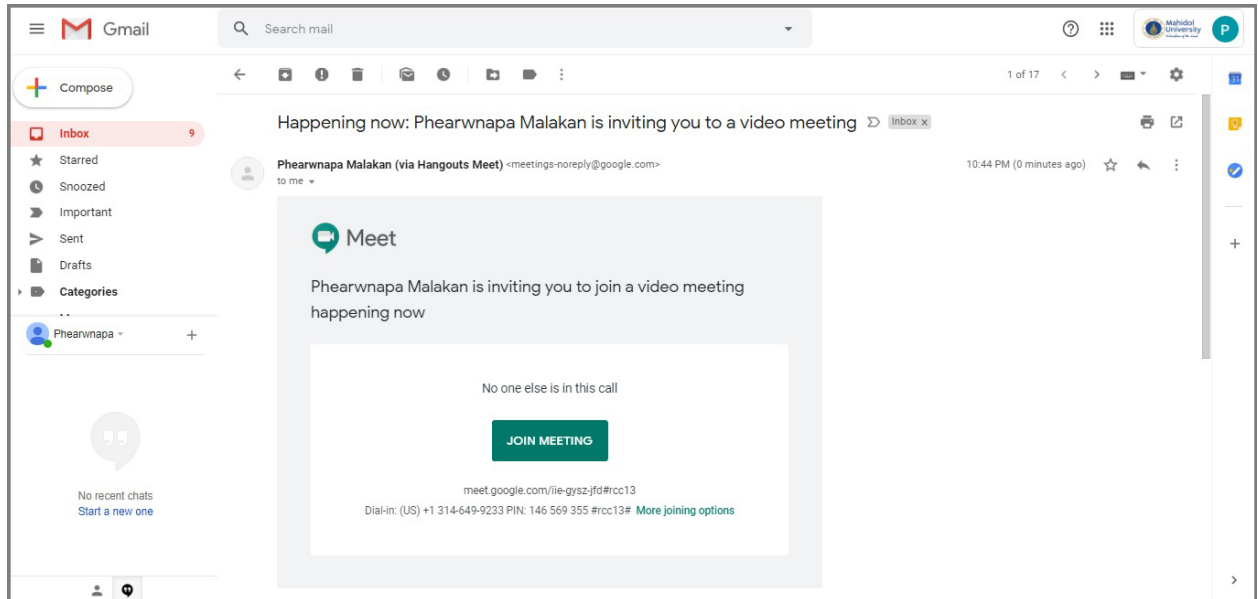 Gmail
Search mail
Mahidol
University
P
Compose
1 of 17
31
Inbox 9
Starred
Snoozed
Important
Sent
Drafts
Categories
Phearwnapa
No recent chats
Start a new one
Happening now: Phearwnapa Malakan is inviting you to a video meeting Inbox x
Phearwnapa Malakan (via Hangouts Meet) <meetings-noreply@google.com> 10:44 PM (0 minutes ago)
to me
Meet
Phearwnapa Malakan is inviting you to join a video meeting
happening now
No one else is in this call
JOIN MEETING
meet.google.com/iie-gysz-jfd#rcc13
Dial-in: (US) +1 314-649-9233 PIN: 146 569 355 #rcc13# More joining options